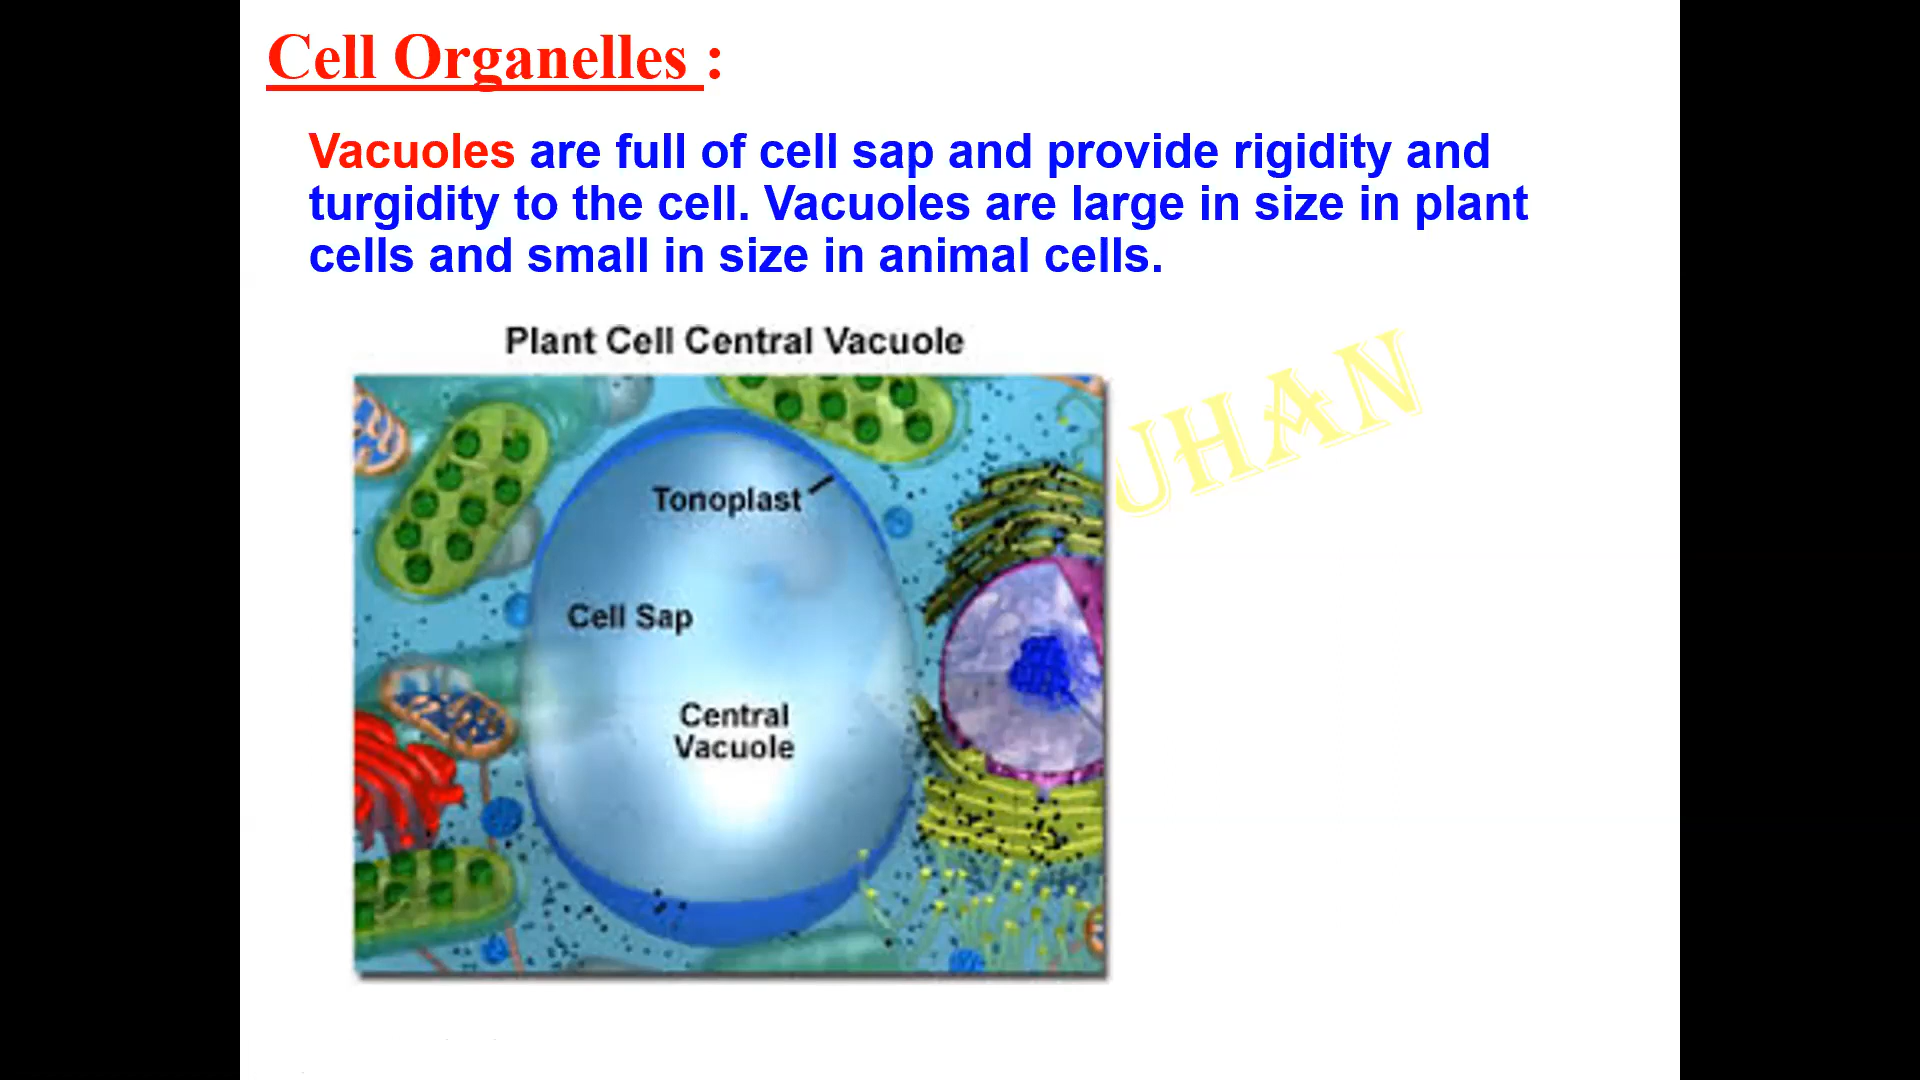 Cell Organelles :
Vacuoles are full of cell sap and provide rigidity and
turgidity to the cell. Vacuoles are large in size in plant
cells and small in size in animal cells.
Plant Cell Central Vacuole
UHAN
Tonoplast
Cell Sap
Central
Vacuole